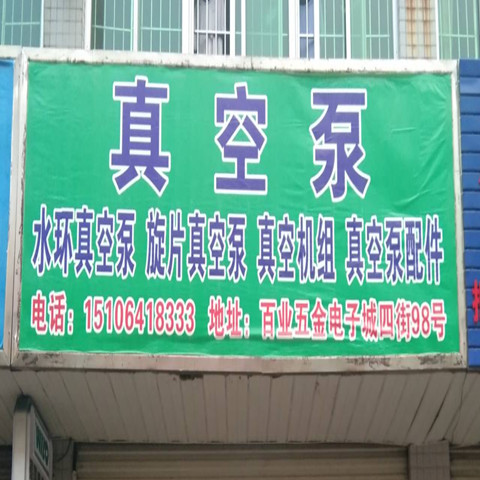 真空泵
水环真空泵 旋片真空泵 真空机组 真空泵配件
电话：15106418333 地址：百业五金电子城四街98号